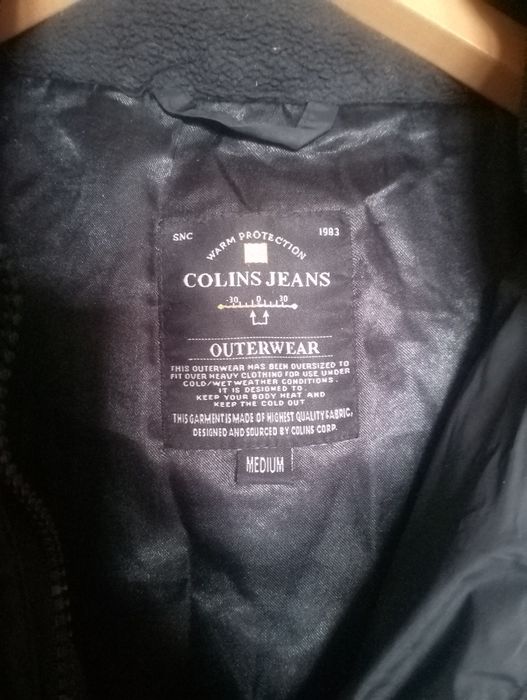 SNC 1983
WARM PROTECTION
COLINS JEANS
-30 0 30
OUTERWEAR
THIS OUTERWEAR HAS BEEN OVERSIZED TO
FIT OVER HEAVY CLOTHING FOR USE UNDER
COLD/WET WEATHER CONDITIONS.
IT IS DESIGNED TO.
KEEP YOUR BODY HEAT AND
KEEP THE COLD OUT
THIS GARMENT IS MADE OF HIGHEST QUALITY FABRIC.
DESIGNED AND SOURCED BY COLINS CORP.
MEDIUM